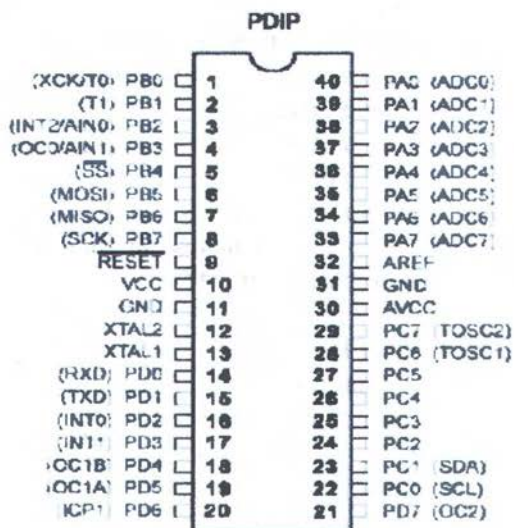 PDIP
(XCK/T0) PB0 1 40 PA0 (ADC0)
(T1) PB1 2 39 PA1 (ADC1)
(INT2/AIN0) PB2 3 38 PA2 (ADC2)
(OC0/AIN1) PB3 4 37 PA3 (ADC3)
(SS) PB4 5 36 PA4 (ADC4)
(MOSI) PB5 6 35 PA5 (ADC5)
(MISO) PB6 7 34 PA6 (ADC6)
(SCK) PB7 8 33 PA7 (ADC7)
RESET 9 32 AREF
VCC 10 31 GND
GND 11 30 AVCC
XTAL2 12 29 PC7 (TOSC2)
XTAL1 13 28 PC6 (TOSC1)
(RXD) PD0 14 27 PC5
(TXD) PD1 15 26 PC4
(INT0) PD2 16 25 PC3
(INT1) PD3 17 24 PC2
(OC1B) PD4 18 23 PC1 (SDA)
(OC1A) PD5 19 22 PC0 (SCL)
(ICP1) PD6 20 21 PD7 (OC2)